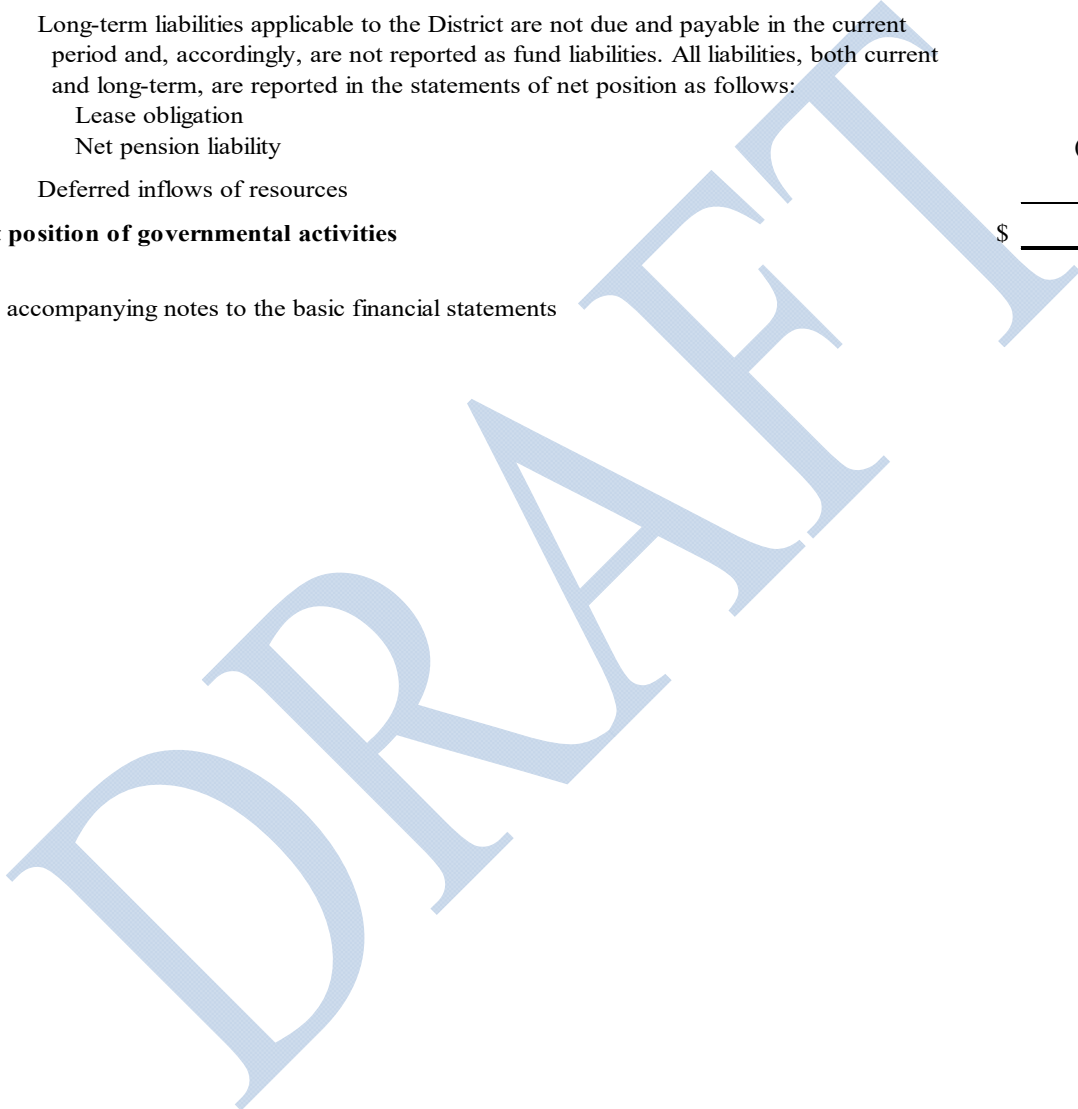 Long-term liabilities applicable to the District are not due and payable in the current
period and, accordingly, are not reported as fund liabilities. All liabilities, both current
and long-term, are reported in the statements of net position as follows:
Lease obligation
Net pension liability (
Deferred inflows of resources
position of governmental activities $
accompanying notes to the basic financial statements
DRAFT